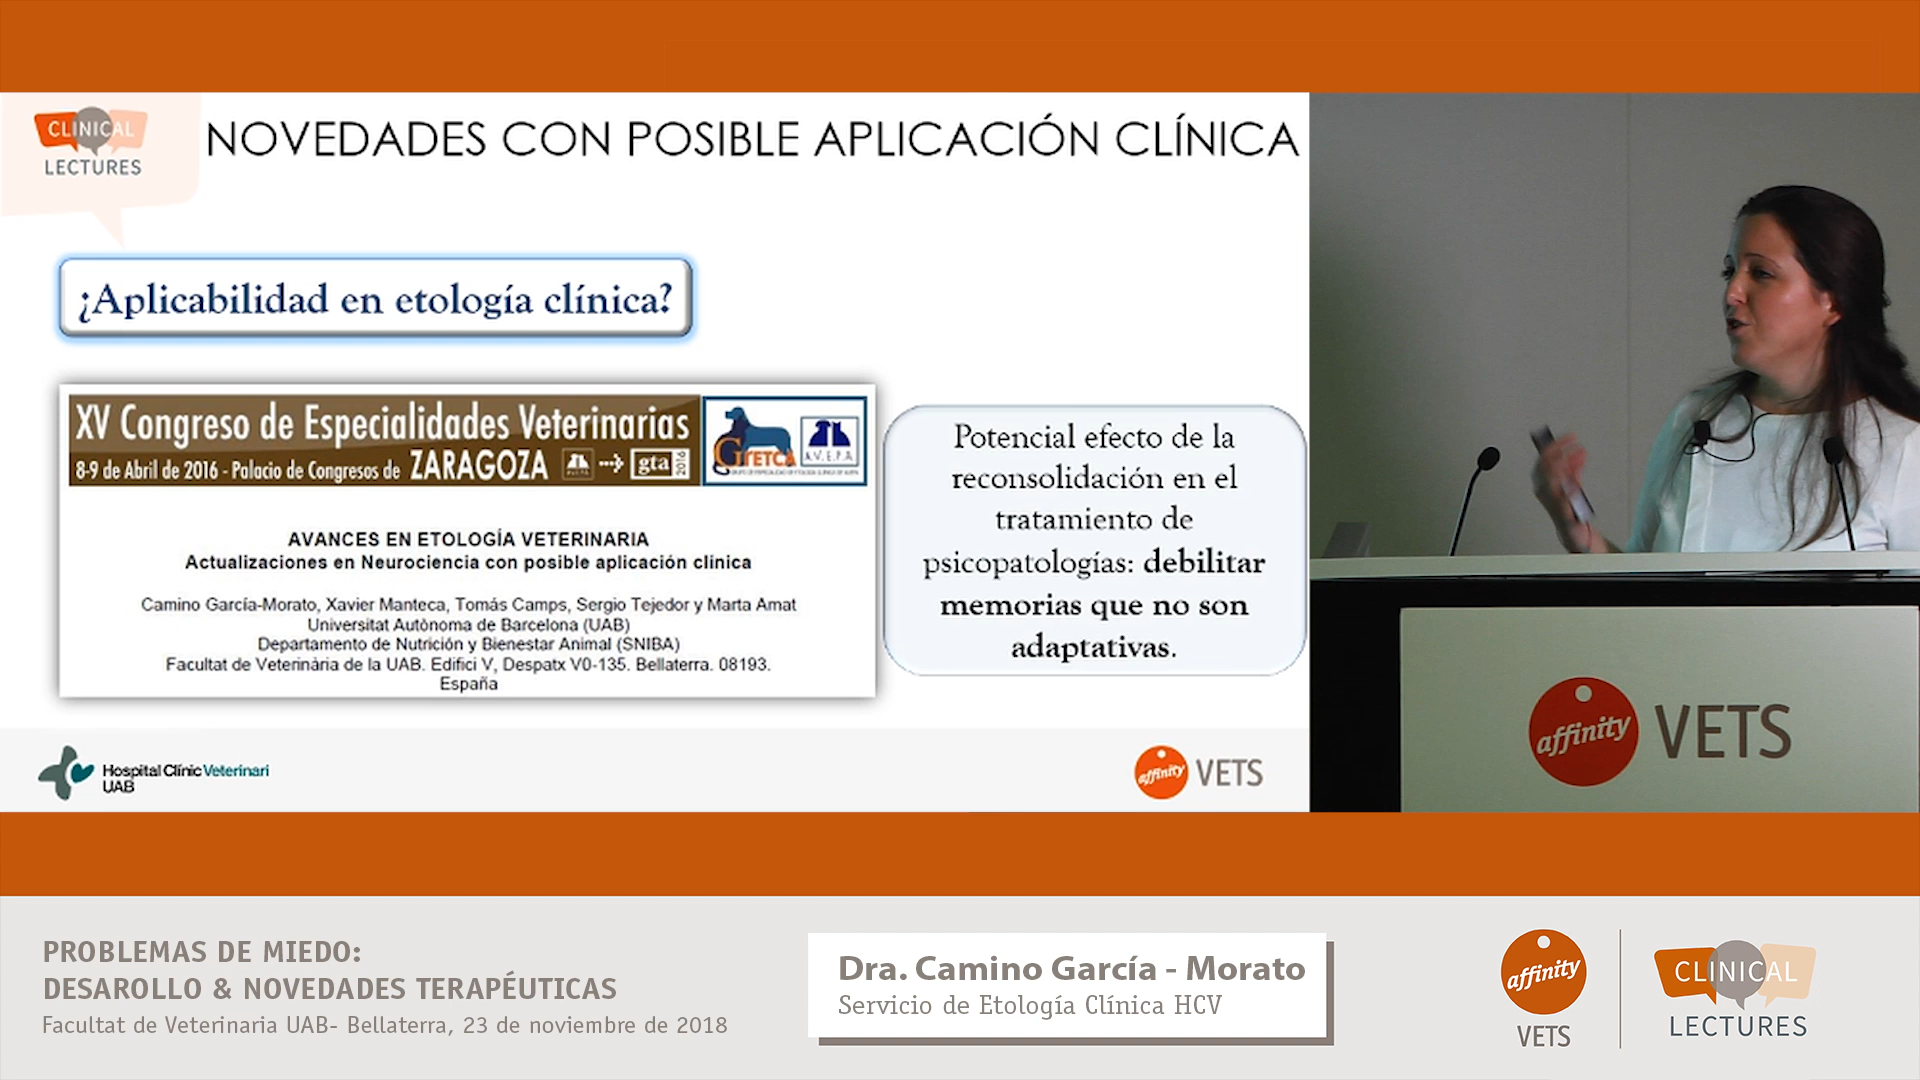 CLINICAL
LECTURES
NOVEDADES CON POSIBLE APLICACIÓN CLÍNICA
¿Aplicabilidad en etología clínica?
XV Congreso de Especialidades Veterinarias
8-9 de Abril de 2016 - Palacio de Congresos de ZARAGOZA
gta
2016
A.V.E.P.A.
AVANCES EN ETOLOGÍA VETERINARIA
Actualizaciones en Neurociencia con posible aplicación clínica
Camino García-Morato, Xavier Manteca, Tomás Camps, Sergio Tejedor y Marta Amat
Universitat Autònoma de Barcelona (UAB)
Departamento de Nutrición y Bienestar Animal (SNIBA)
Facultat de Veterinària de la UAB. Edifici V, Despatx V0-135. Bellaterra. 08193.
España
Potencial efecto de la
reconsolidación en el
tratamiento de
psicopatologías: debilitar
memorias que no son
adaptativas.
Hospital Clínic Veterinari
UAB
affinity VETS
affinity VETS
PROBLEMAS DE MIEDO:
DESAROLLO & NOVEDADES TERAPÉUTICAS
Facultat de Veterinaria UAB- Bellaterra, 23 de noviembre de 2018
Dra. Camino García - Morato
Servicio de Etología Clínica HCV
affinity
VETS
CLINICAL
LECTURES